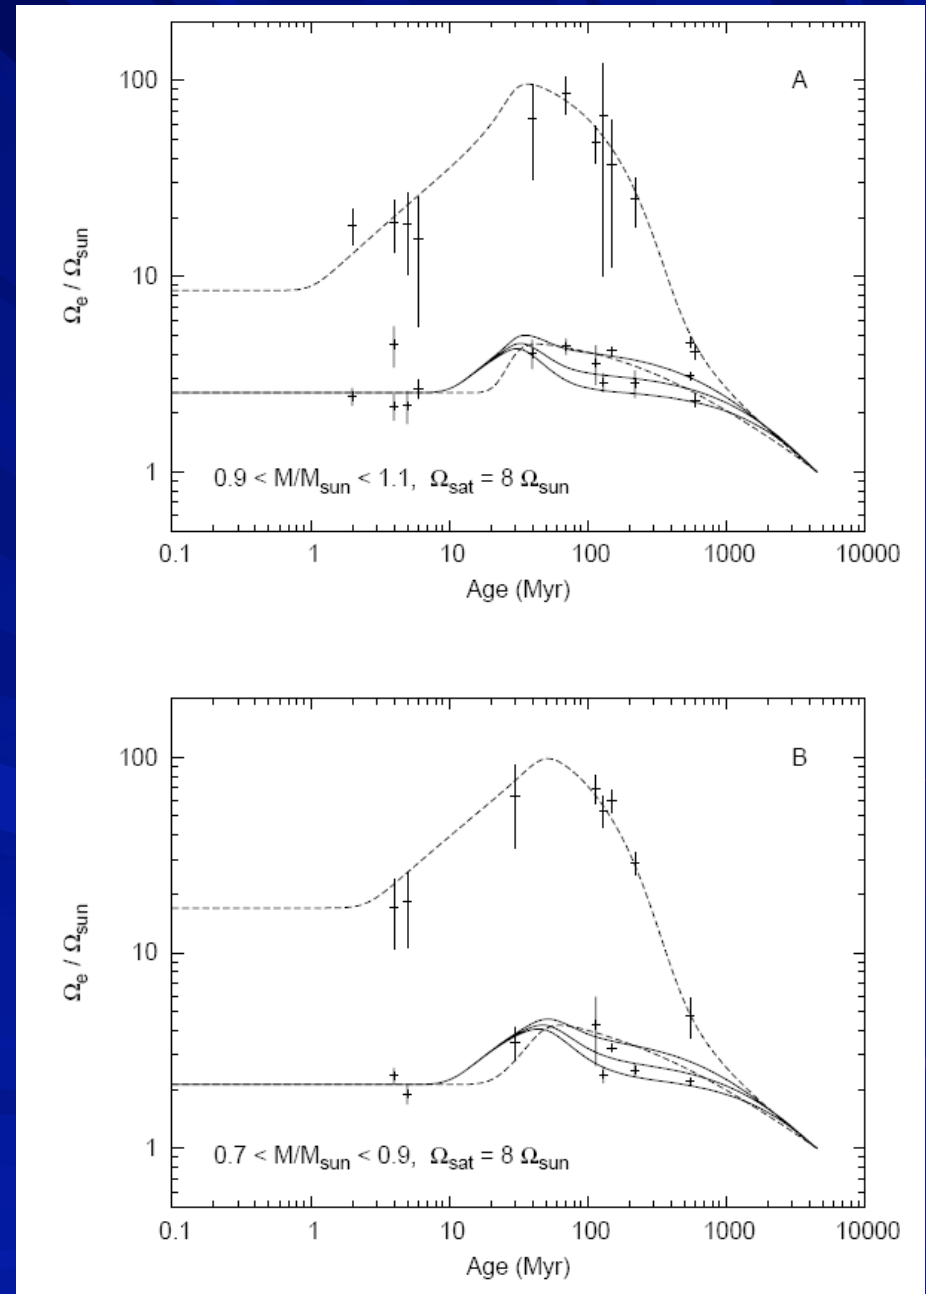 A
100
10
1
Ωe / Ωsun
0.9 < M/Msun < 1.1, Ωsat = 8 Ωsun
0.1 1 10 100 1000 10000
Age (Myr)
B
100
10
1
Ωe / Ωsun
0.7 < M/Msun < 0.9, Ωsat = 8 Ωsun
0.1 1 10 100 1000 10000
Age (Myr)